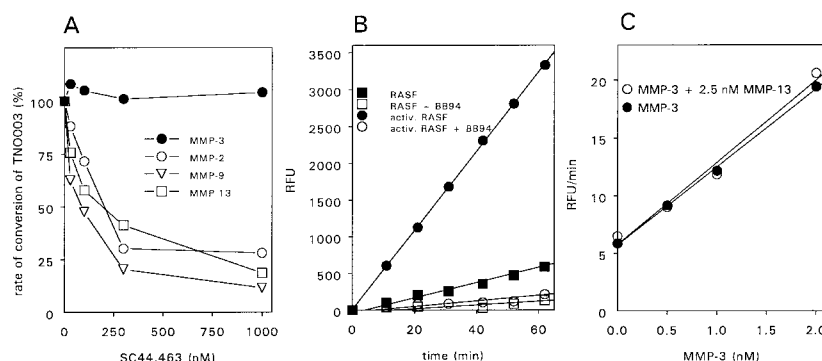 A
rate of conversion of TNO003 (%)
100
75
50
25
0
MMP-3
MMP-2
MMP-9
MMP 13
0
250
500
750
1000
SC44,463 (nM)
B
RFU
3500
3000
2500
2000
1500
1000
500
0
RASF
RASF - BB94
activ. RASF
activ. RASF + BB94
0
20
40
60
time (min)
C
RFU/min
20
15
10
5
0
MMP-3 + 2.5 nM MMP-13
MMP-3
0.0
0.5
1.0
1.5
2.0
MMP-3 (nM)